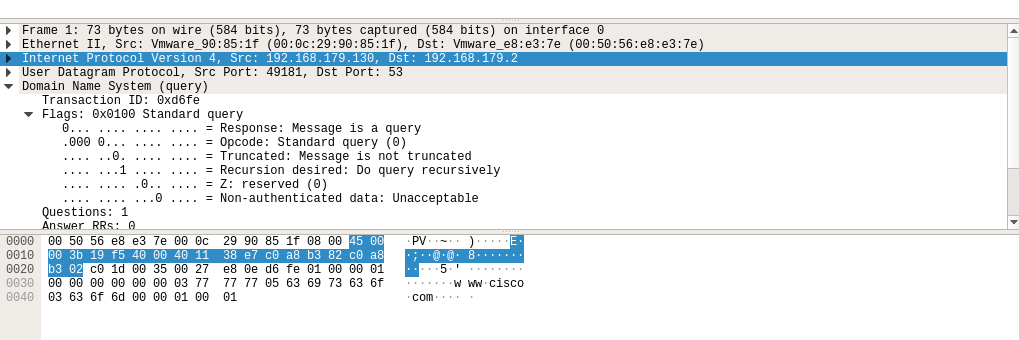 Frame 1: 73 bytes on wire (584 bits), 73 bytes captured (584 bits) on interface 0
Ethernet II, Src: Vmware_90:85:1f (00:0c:29:90:85:1f), Dst: Vmware_e8:e3:7e (00:50:56:e8:e3:7e)
Internet Protocol Version 4, Src: 192.168.179.130, Dst: 192.168.179.2
User Datagram Protocol, Src Port: 49181, Dst Port: 53
Domain Name System (query)
Transaction ID: 0xd6fe
Flags: 0x0100 Standard query
0... .... .... .... = Response: Message is a query
.000 0... .... .... = Opcode: Standard query (0)
.... ..0. .... .... = Truncated: Message is not truncated
.... ...1 .... .... = Recursion desired: Do query recursively
.... .... .0.. .... = Z: reserved (0)
.... .... ...0 .... = Non-authenticated data: Unacceptable
Questions: 1
Answer RRs: 0
0000 00 50 56 e8 e3 7e 00 0c 29 90 85 1f 08 00 45 00 ·PV··~·· )·····E·
0010 00 3b 19 f5 40 00 40 11 38 e7 c0 a8 b3 82 c0 a8 ·;··@·@· 8·······
0020 b3 02 c0 1d 00 35 00 27 e8 0e d6 fe 01 00 00 01 ·····5·' ········
0030 00 00 00 00 00 00 03 77 77 77 05 63 69 73 63 6f ·······w ww·cisco
0040 03 63 6f 6d 00 00 01 00 01 ·com···· ·